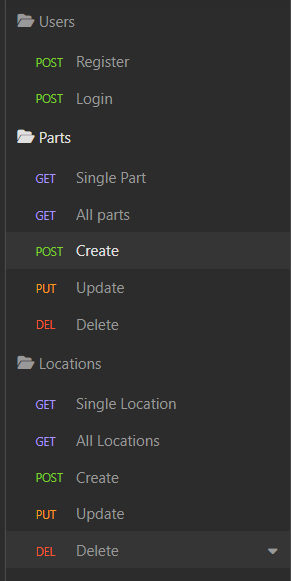 Users
POST Register
POST Login
Parts
GET Single Part
GET All parts
POST Create
PUT Update
DEL Delete
Locations
GET Single Location
GET All Locations
POST Create
PUT Update
DEL Delete